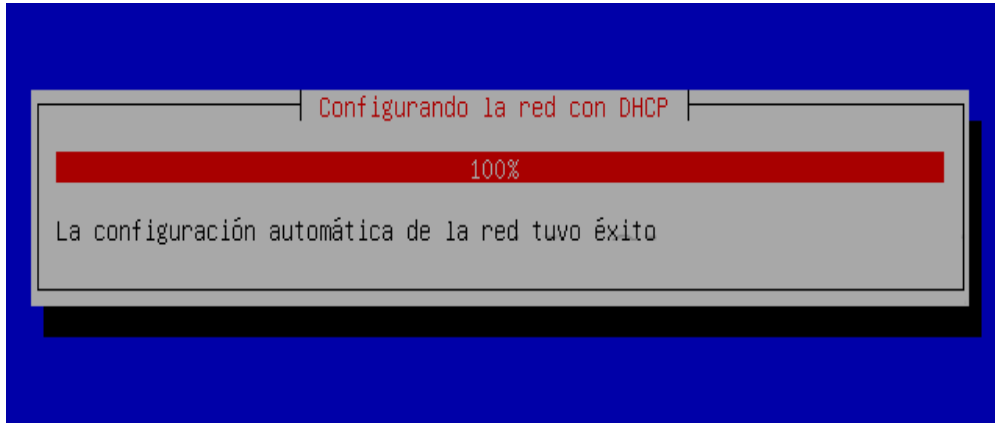 Configurando la red con DHCP
100%
La configuración automática de la red tuvo éxito